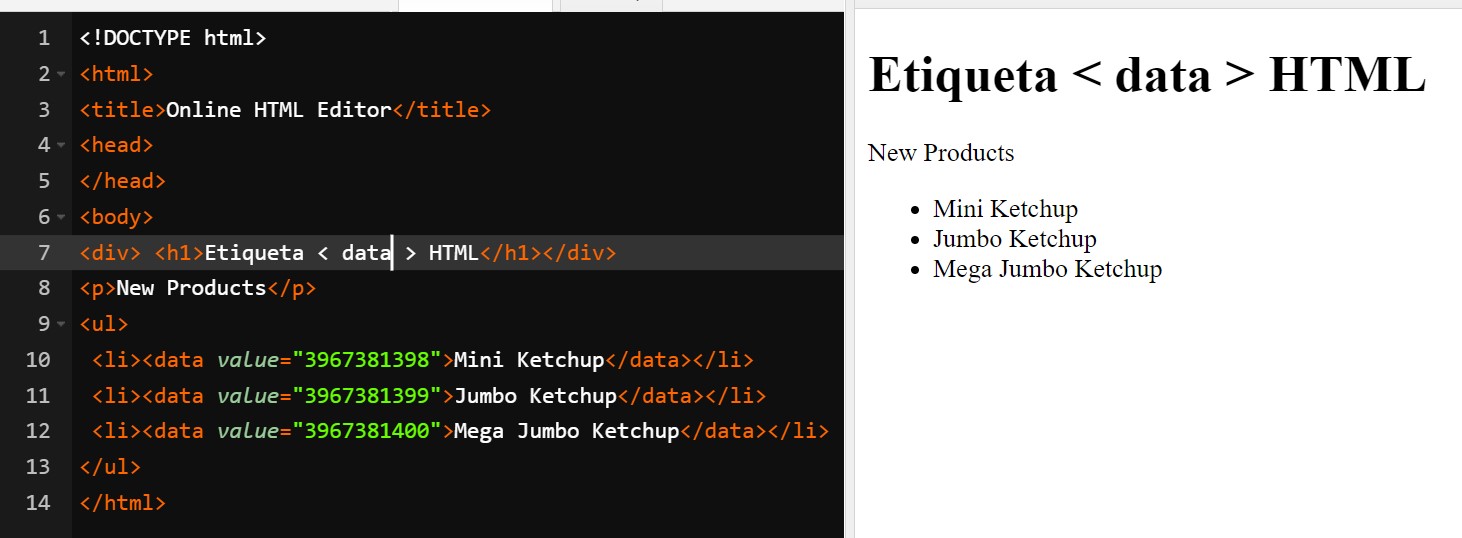 1 <!DOCTYPE html>
2 <html>
3 <title>Online HTML Editor</title>
4 <head>
5 </head>
6 <body>
7 <div> <h1>Etiqueta < data > HTML</h1></div>
8 <p>New Products</p>
9 <ul>
10 <li><data value="3967381398">Mini Ketchup</data></li>
11 <li><data value="3967381399">Jumbo Ketchup</data></li>
12 <li><data value="3967381400">Mega Jumbo Ketchup</data></li>
13 </ul>
14 </html>
Etiqueta < data > HTML
New Products
• Mini Ketchup
• Jumbo Ketchup
• Mega Jumbo Ketchup